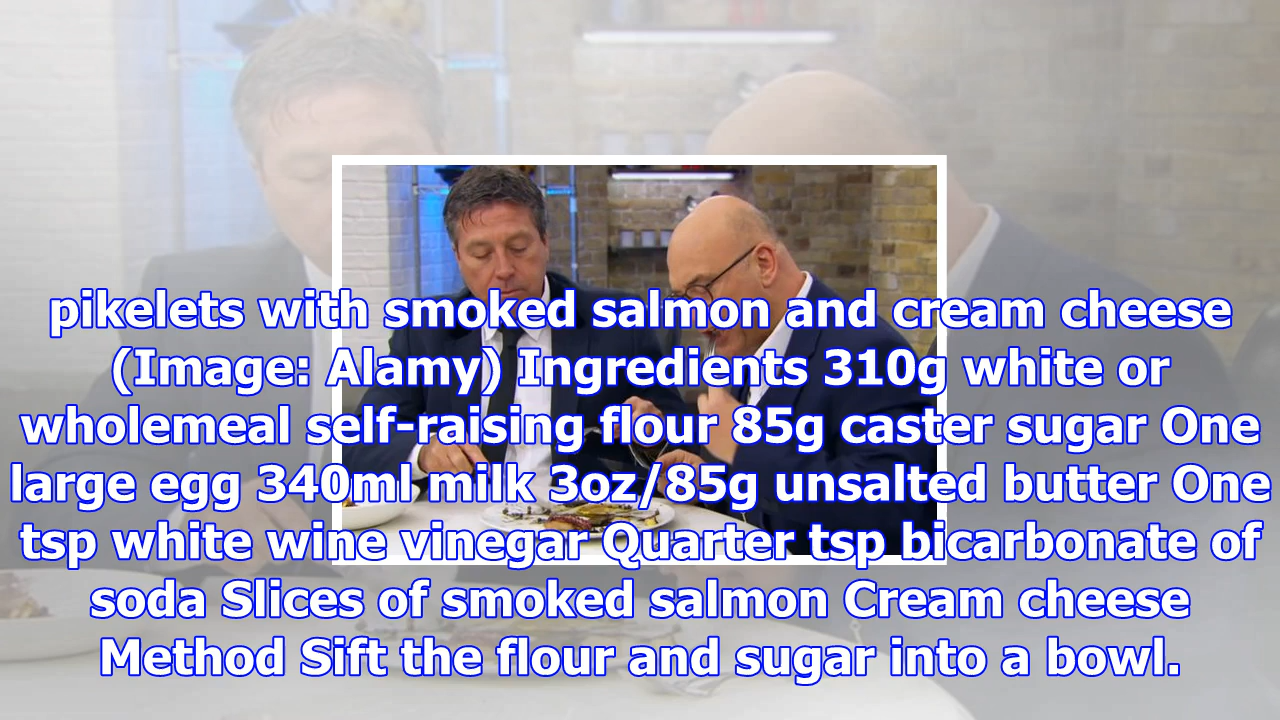 pikelets with smoked salmon and cream cheese
(Image: Alamy) Ingredients 310g white or
wholemeal self-raising flour 85g caster sugar One
large egg 340ml milk 3oz/85g unsalted butter One
tsp white wine vinegar Quarter tsp bicarbonate of
soda Slices of smoked salmon Cream cheese
Method Sift the flour and sugar into a bowl.